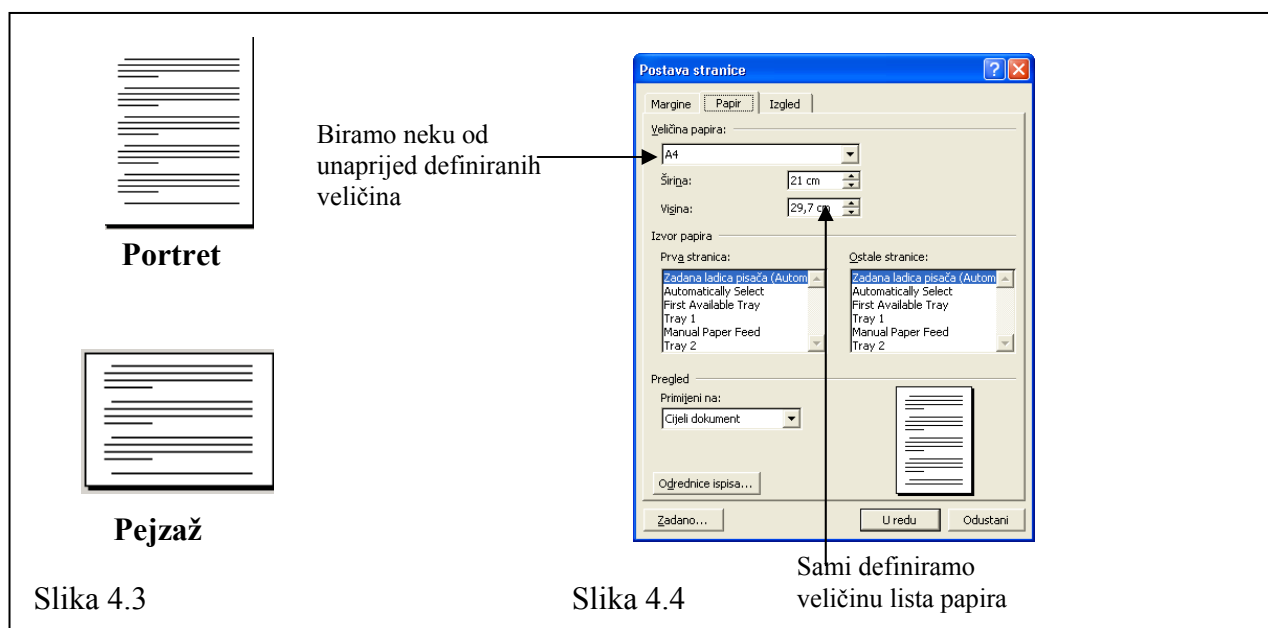 Portret
Pejzaž
Slika 4.3
Biramo neku od
unaprijed definiranih
veličina
Postava stranice
Margine Papir Izgled
Veličina papira:
A4
Širina: 21 cm
Visina: 29,7 cm
Izvor papira
Prva stranica: Ostale stranice:
Zadana ladica pisača (Autom Zadana ladica pisača (Autom
Automatically Select Automatically Select
First Available Tray First Available Tray
Tray 1 Tray 1
Manual Paper Feed Manual Paper Feed
Tray 2 Tray 2
Pregled
Primijeni na:
Cijeli dokument
Odrednice ispisa...
Zadano... U redu Odustani
Sami definiramo
veličinu lista papira
Slika 4.4